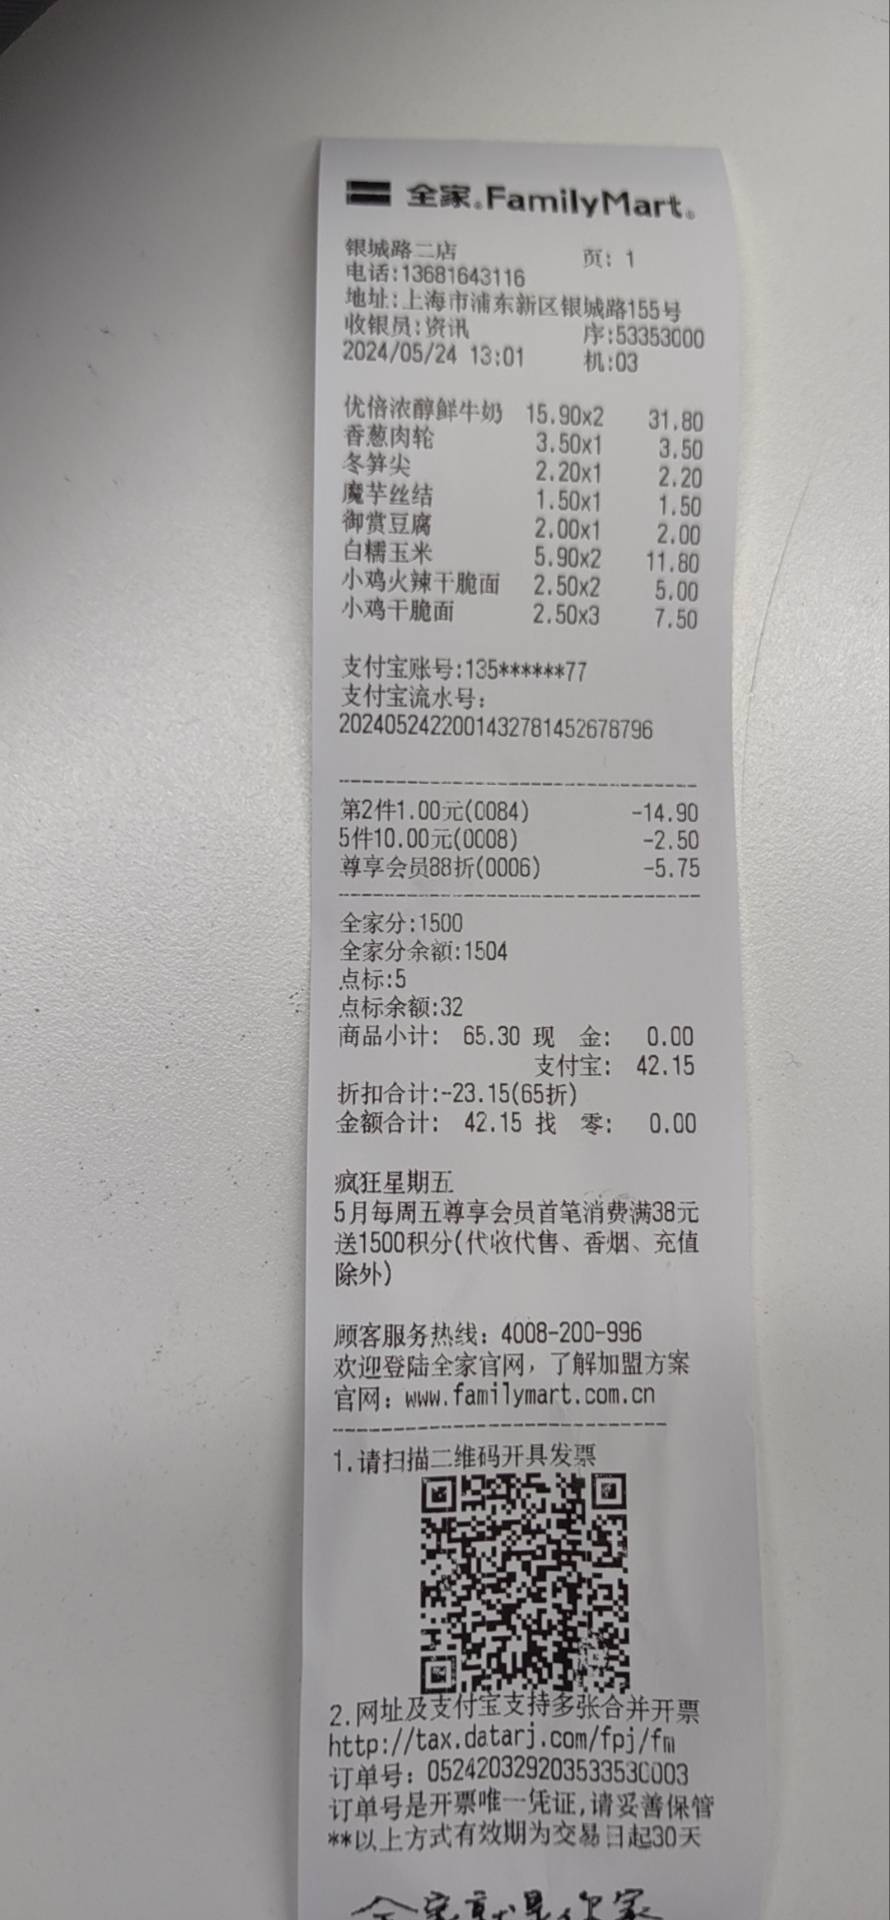 全家.FamilyMart.
银城路二店 页: 1
电话:13681643116
地址:上海市浦东新区银城路155号
收银员:资讯 序:53353000
2024/05/24 13:01 机:03
优倍浓醇鲜牛奶 15.90x2 31.80
香葱肉轮 3.50x1 3.50
冬笋尖 2.20x1 2.20
魔芋丝结 1.50x1 1.50
御赏豆腐 2.00x1 2.00
白糯玉米 5.90x2 11.80
小鸡火辣干脆面 2.50x2 5.00
小鸡干脆面 2.50x3 7.50
支付宝账号:135******77
支付宝流水号:
2024052422001432781452678796
第2件1.00元(0084) -14.90
5件10.00元(0008) -2.50
尊享会员88折(0006) -5.75
全家分:1500
全家分余额:1504
点标:5
点标余额:32
商品小计: 65.30 现 金: 0.00
支付宝: 42.15
折扣合计:-23.15(65折)
金额合计: 42.15 找 零: 0.00
疯狂星期五
5月每周五尊享会员首笔消费满38元
送1500积分(代收代售、香烟、充值
除外)
顾客服务热线: 4008-200-996
欢迎登陆全家官网, 了解加盟方案
官网: www.familymart.com.cn
1.请扫描二维码开具发票
2.网址及支付宝支持多张合并开票
http://tax.datarj.com/fpj/fm
订单号: 0524203292035335300​03
订单号是开票唯一凭证,请妥善保管
**以上方式有效期为交易日起30天
全家就是你家